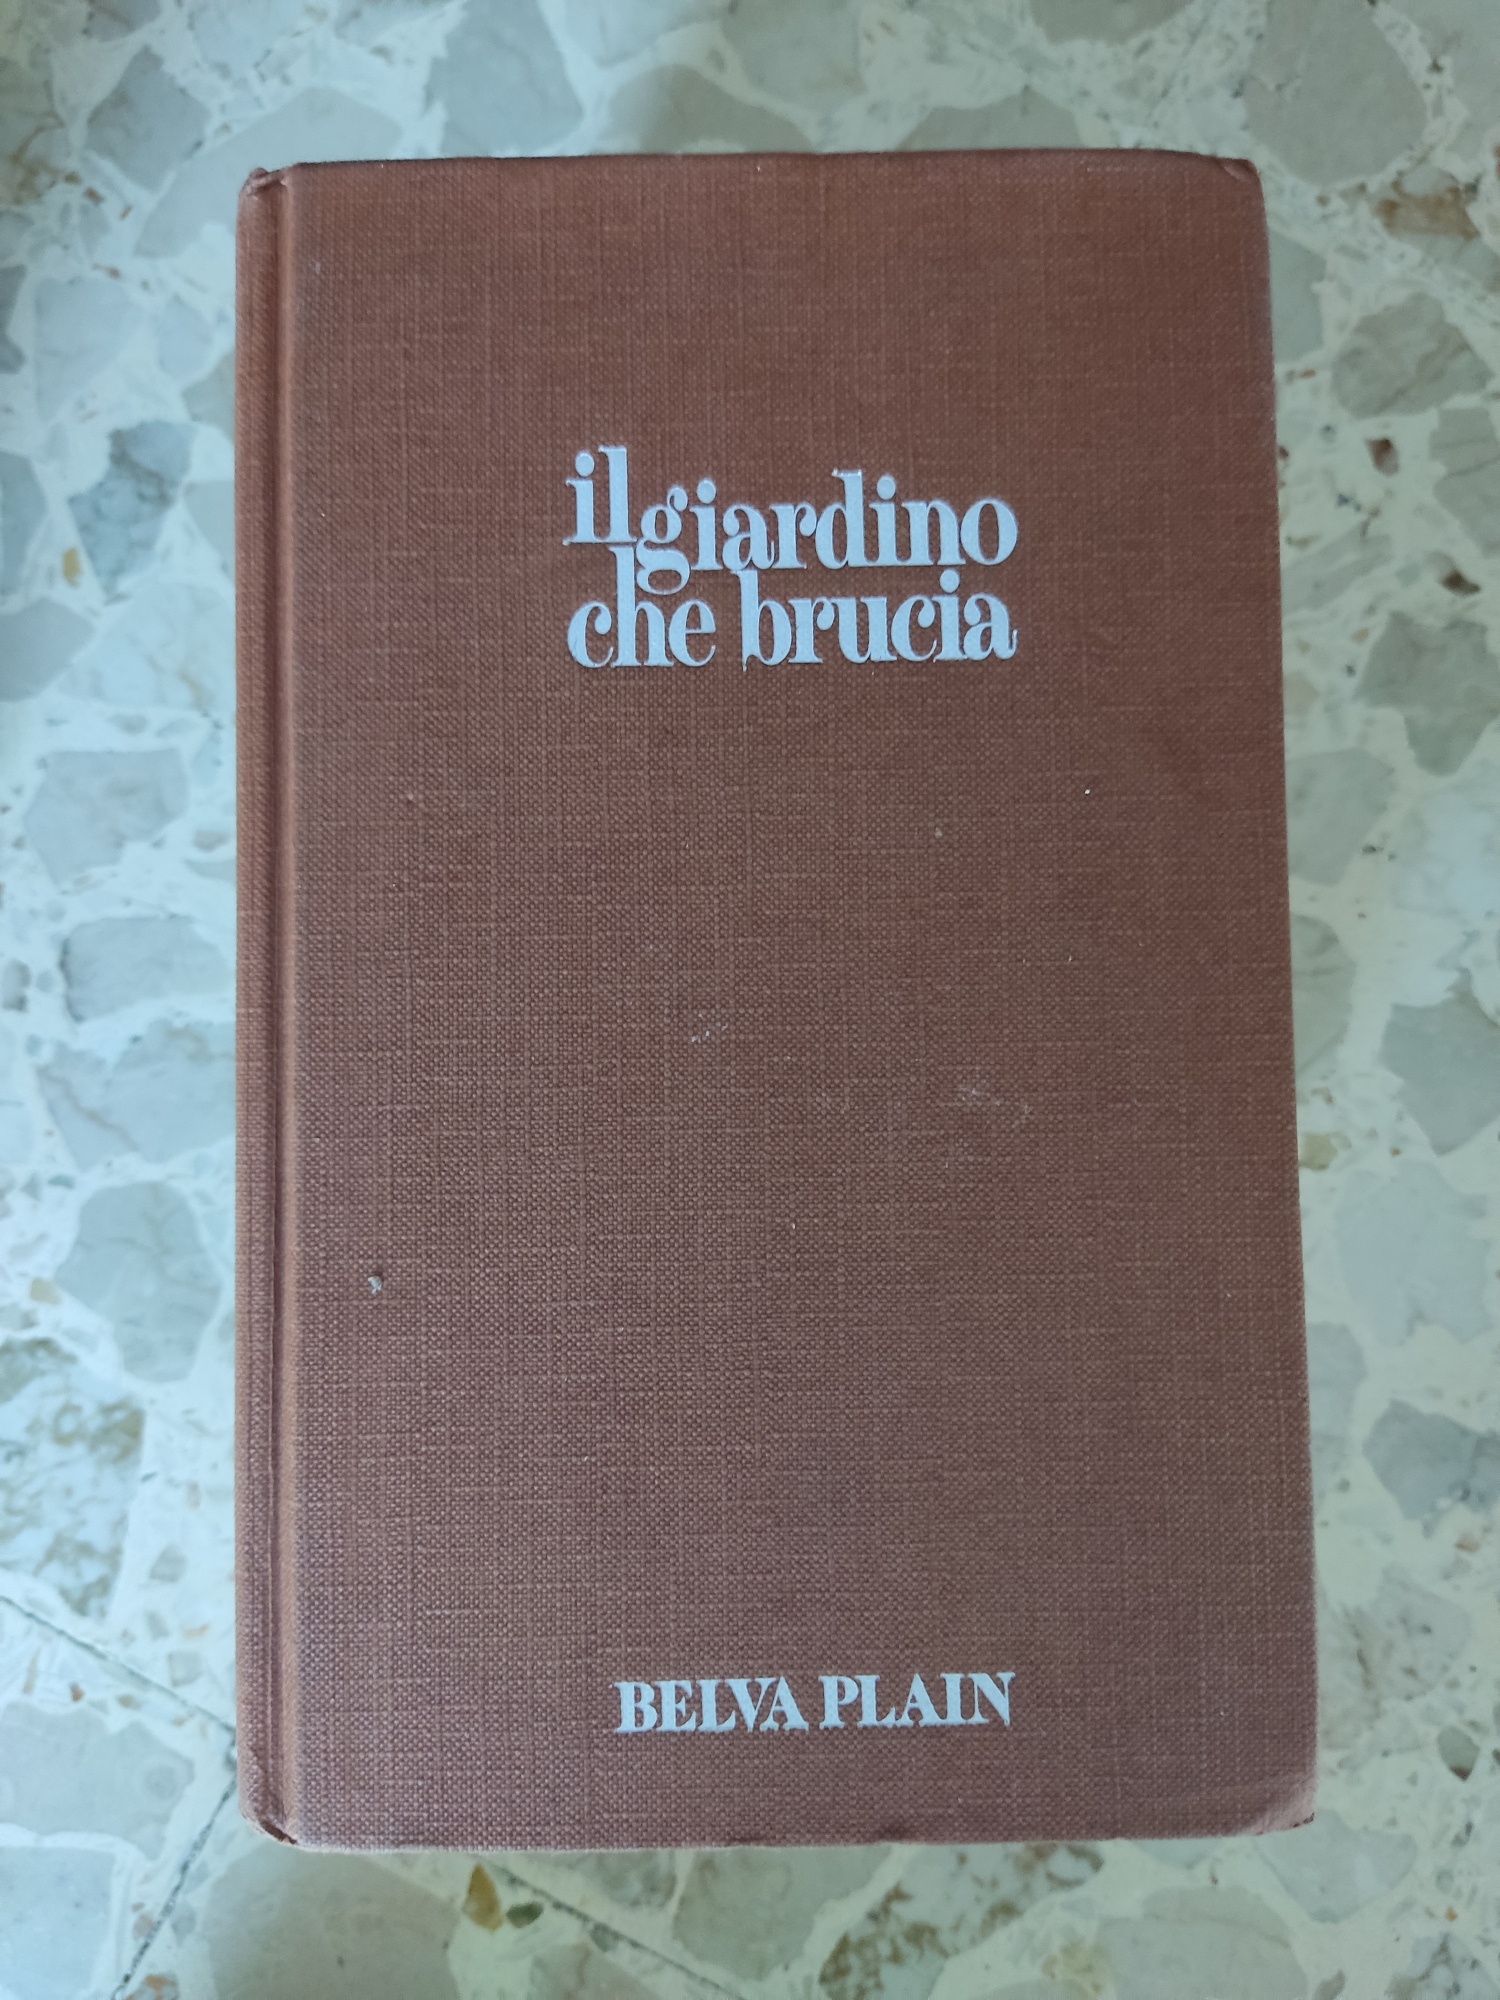 il giardino
che brucia
BELVA PLAIN